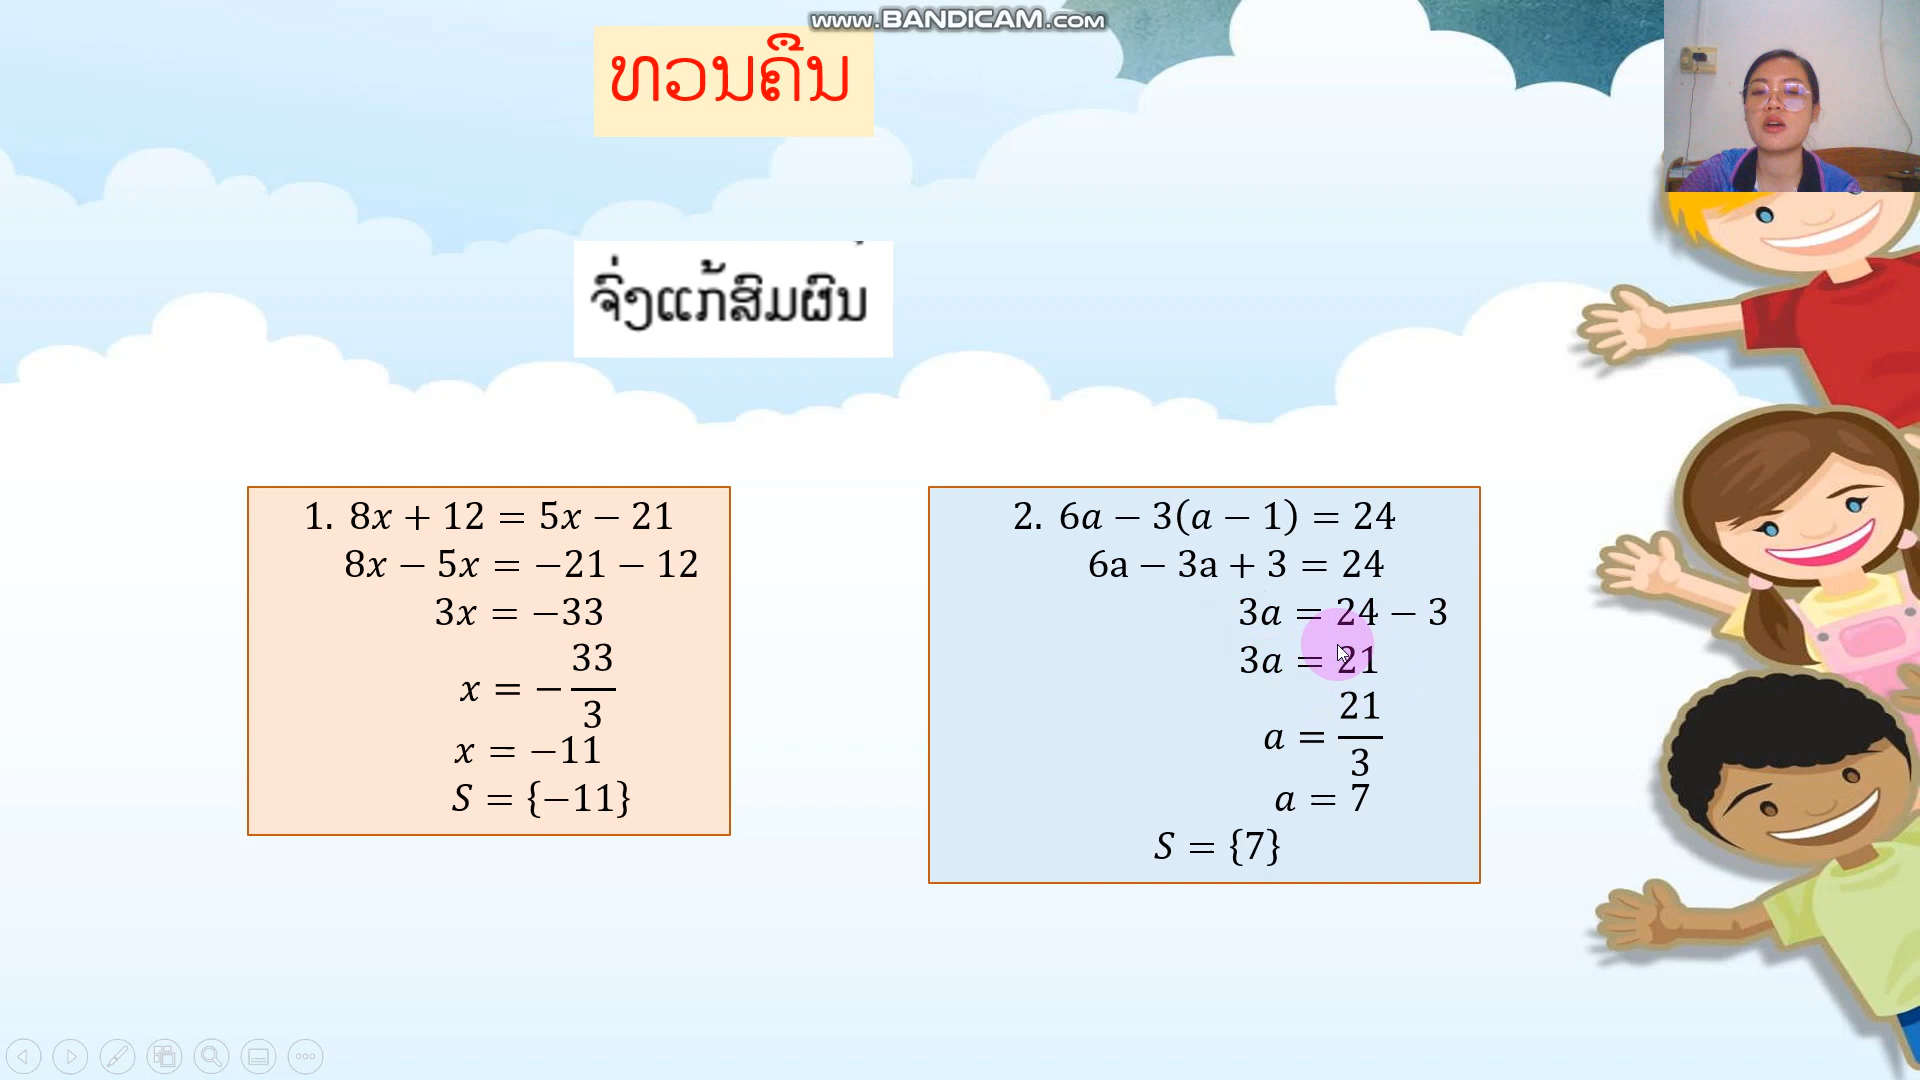 www.BANDICAM.com
ທວນຄືນ
ຈົ່ງແກ້ສົມຜົນ
1. 8x + 12 = 5x − 21
8x − 5x = −21 − 12
3x = −33
x = − 33/3
x = −11
S = {−11}
2. 6a − 3(a − 1) = 24
6a − 3a + 3 = 24
3a = 24 − 3
3a = 21
a = 21/3
a = 7
S = {7}